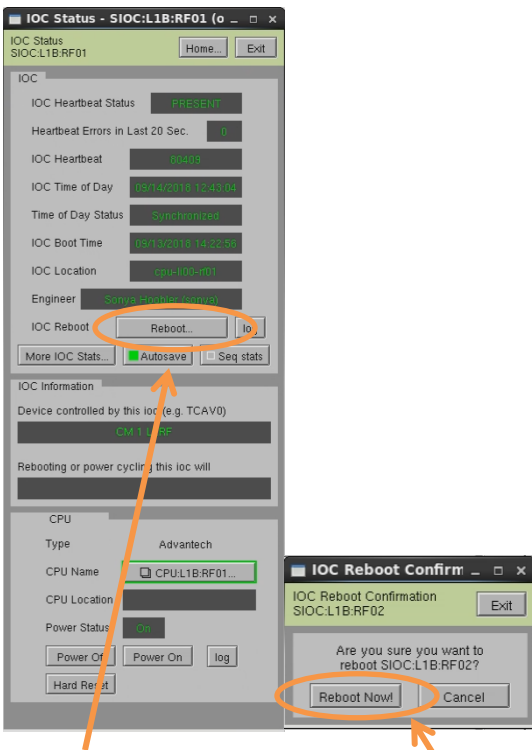 IOC Status - SIOC:L1B:RF01 (o
IOC Status
SIOC:L1B:RF01
Home...
Exit
IOC
IOC Heartbeat Status PRESENT
Heartbeat Errors in Last 20 Sec. 0
IOC Heartbeat 80409
IOC Time of Day 09/14/2018 12:43:04
Time of Day Status Synchronized
IOC Boot Time 09/13/2018 14:22:56
IOC Location cpu-li00-rf01
Engineer Sonya Hoobler (sonya)
IOC Reboot Reboot... log
More IOC Stats... Autosave Seq stats
IOC Information
Device controlled by this ioc (e.g. TCAV0)
CM 1
Rebooting or power cycling this ioc will
CPU
Type Advantech
CPU Name CPU:L1B:RF01...
CPU Location
Power Status On
Power Off Power On log
Hard Reset
IOC Reboot Confirm
IOC Reboot Confirmation
SIOC:L1B:RF02
Exit
Are you sure you want to
reboot SIOC:L1B:RF02?
Reboot Now! Cancel